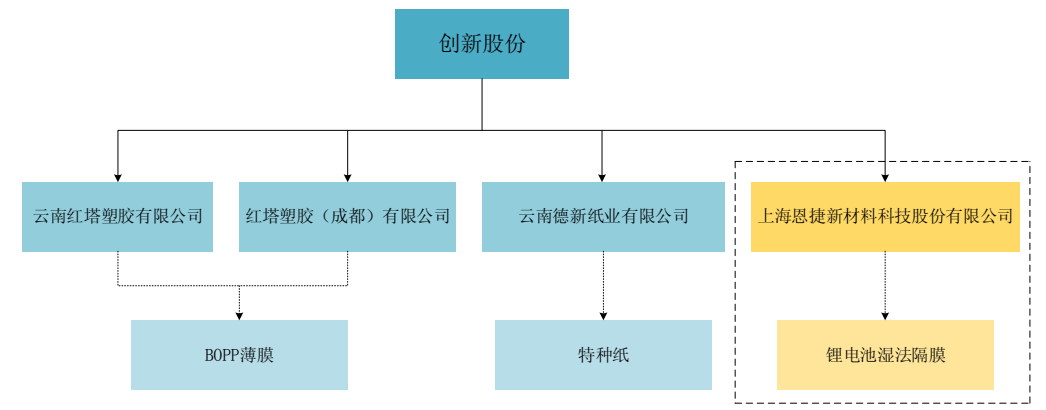 创新股份
云南红塔塑胶有限公司
红塔塑胶（成都）有限公司
云南德新纸业有限公司
上海恩捷新材料科技股份有限公司
BOPP薄膜
特种纸
锂电池湿法隔膜